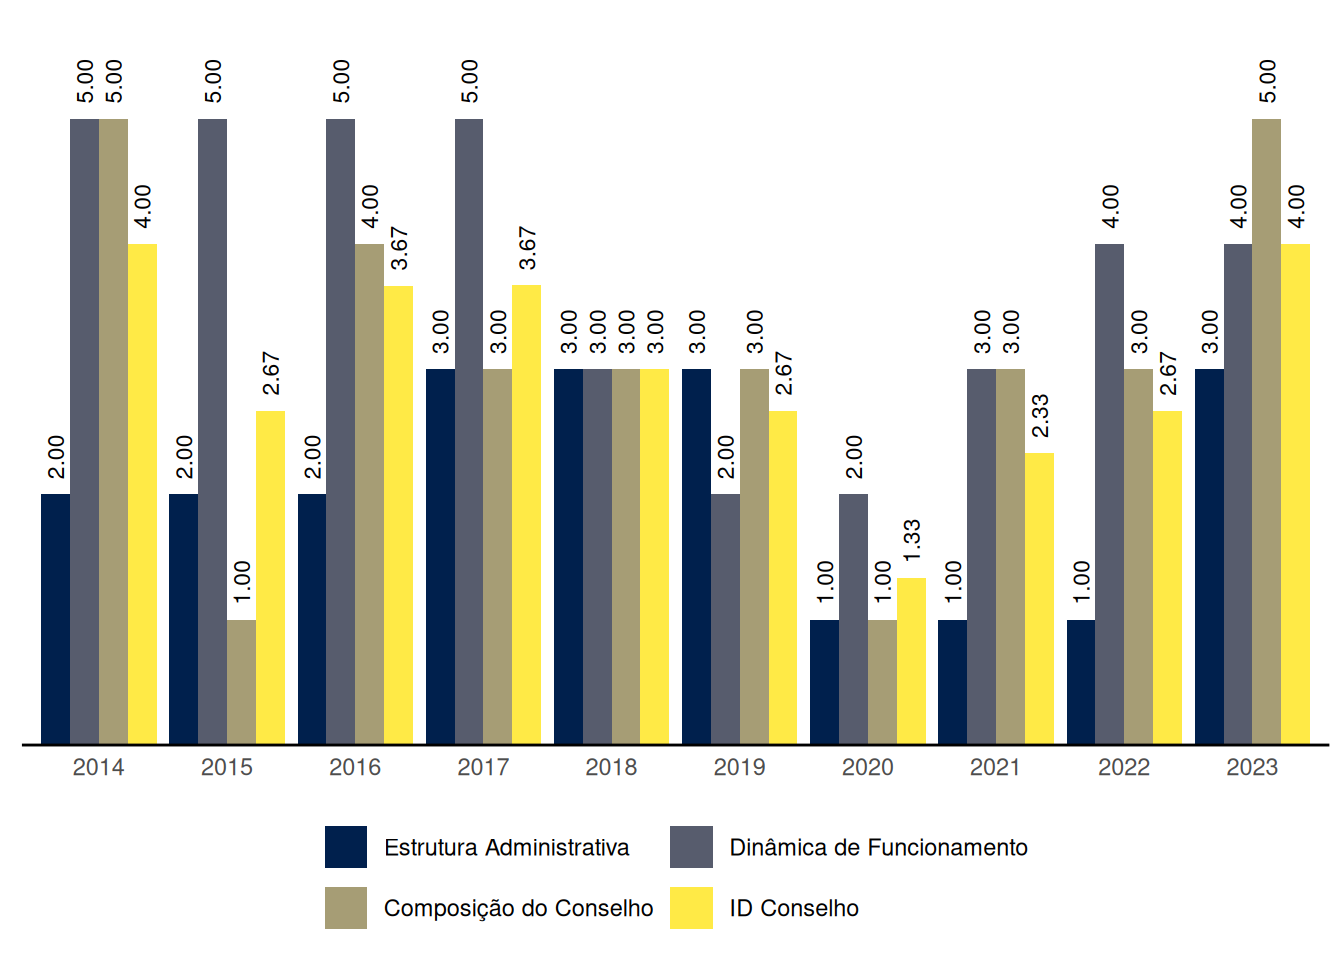 2.00 5.00 5.00 4.00
2.00 5.00 1.00 2.67
2.00 5.00 4.00 3.67
3.00 5.00 3.00 3.67
3.00 3.00 3.00 3.00
3.00 2.00 3.00 2.67
1.00 2.00 1.00 1.33
1.00 3.00 3.00 2.33
1.00 4.00 3.00 2.67
3.00 4.00 5.00 4.00
2014 2015 2016 2017 2018 2019 2020 2021 2022 2023
Estrutura Administrativa Dinâmica de Funcionamento
Composição do Conselho ID Conselho